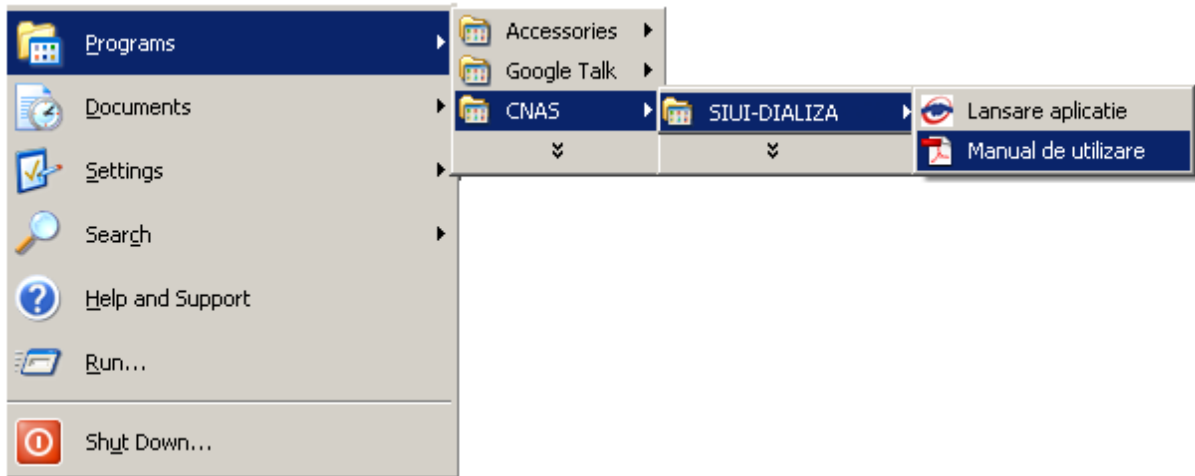 Programs
Documents
Settings
Search
Help and Support
Run...
Shut Down...
Accessories
Google Talk
CNAS
SIUI-DIALIZA
Lansare aplicatie
Manual de utilizare